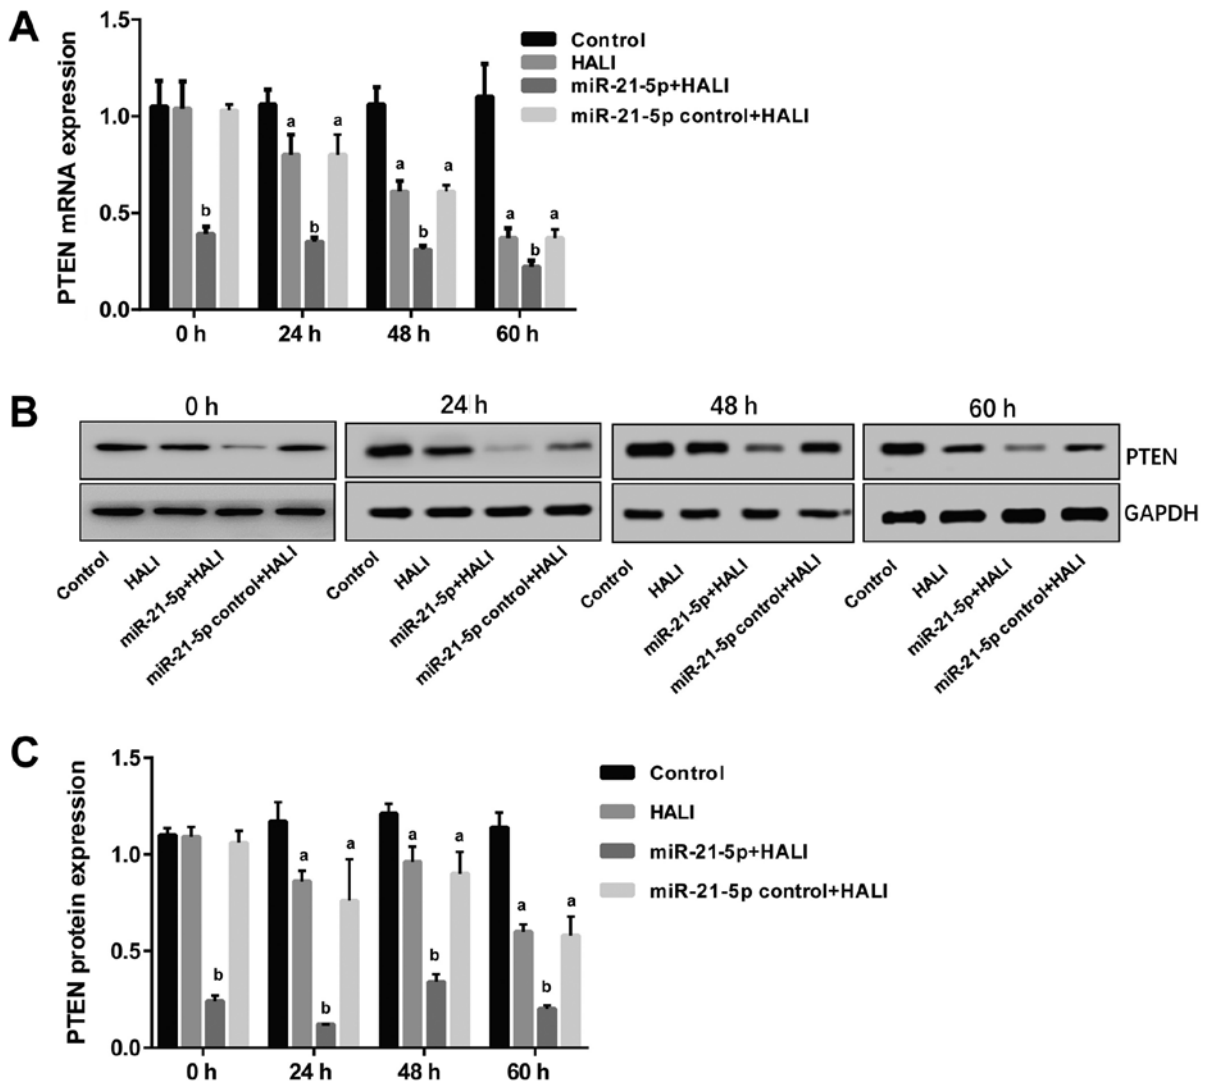 A
PTEN mRNA expression
1.5
1.0
0.5
0.0
Control
HALI
miR-21-5p+HALI
miR-21-5p control+HALI
b
a
a
b
a
a
b
a
a
b
0 h
24 h
48 h
60 h
B
0 h
24 h
48 h
60 h
PTEN
GAPDH
Control
HALI
miR-21-5p+HALI
miR-21-5p control+HALI
Control
HALI
miR-21-5p+HALI
miR-21-5p control+HALI
Control
HALI
miR-21-5p+HALI
miR-21-5p control+HALI
Control
HALI
miR-21-5p+HALI
miR-21-5p control+HALI
C
PTEN protein expression
1.5
1.0
0.5
0.0
Control
HALI
miR-21-5p+HALI
miR-21-5p control+HALI
b
a
b
a
a
b
a
a
b
a
0 h
24 h
48 h
60 h